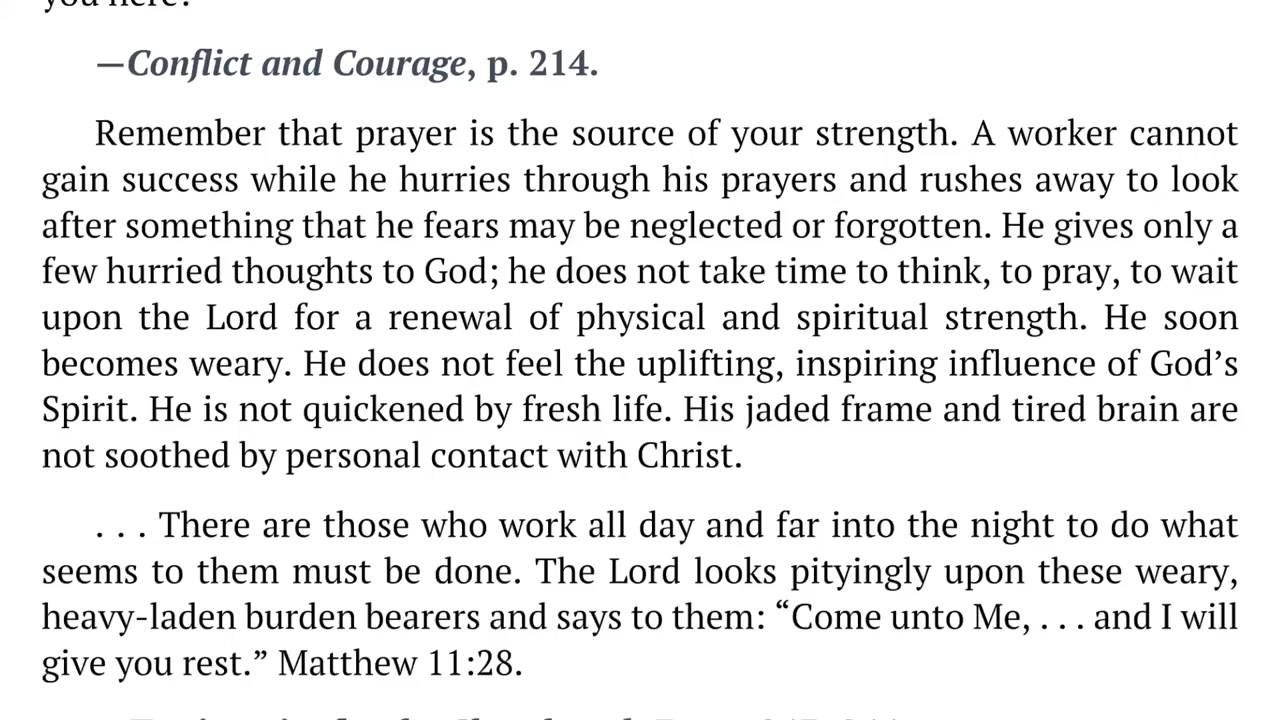 you here?
—Conflict and Courage, p. 214.
Remember that prayer is the source of your strength. A worker cannot
gain success while he hurries through his prayers and rushes away to look
after something that he fears may be neglected or forgotten. He gives only a
few hurried thoughts to God; he does not take time to think, to pray, to wait
upon the Lord for a renewal of physical and spiritual strength. He soon
becomes weary. He does not feel the uplifting, inspiring influence of God’s
Spirit. He is not quickened by fresh life. His jaded frame and tired brain are
not soothed by personal contact with Christ.
. . . There are those who work all day and far into the night to do what
seems to them must be done. The Lord looks pityingly upon these weary,
heavy-laden burden bearers and says to them: “Come unto Me, . . . and I will
give you rest.” Matthew 11:28.